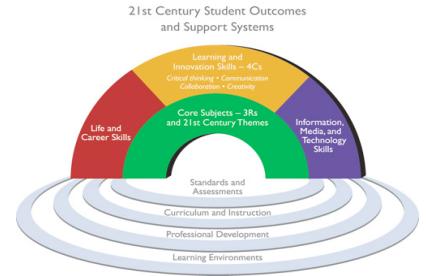 21st Century Student Outcomes
and Support Systems
Learning and
Innovation Skills – 4Cs
Critical thinking • Communication
Collaboration • Creativity
Core Subjects – 3Rs
and 21st Century Themes
Life and
Career Skills
Information,
Media, and
Technology
Skills
Standards and
Assessments
Curriculum and Instruction
Professional Development
Learning Environments